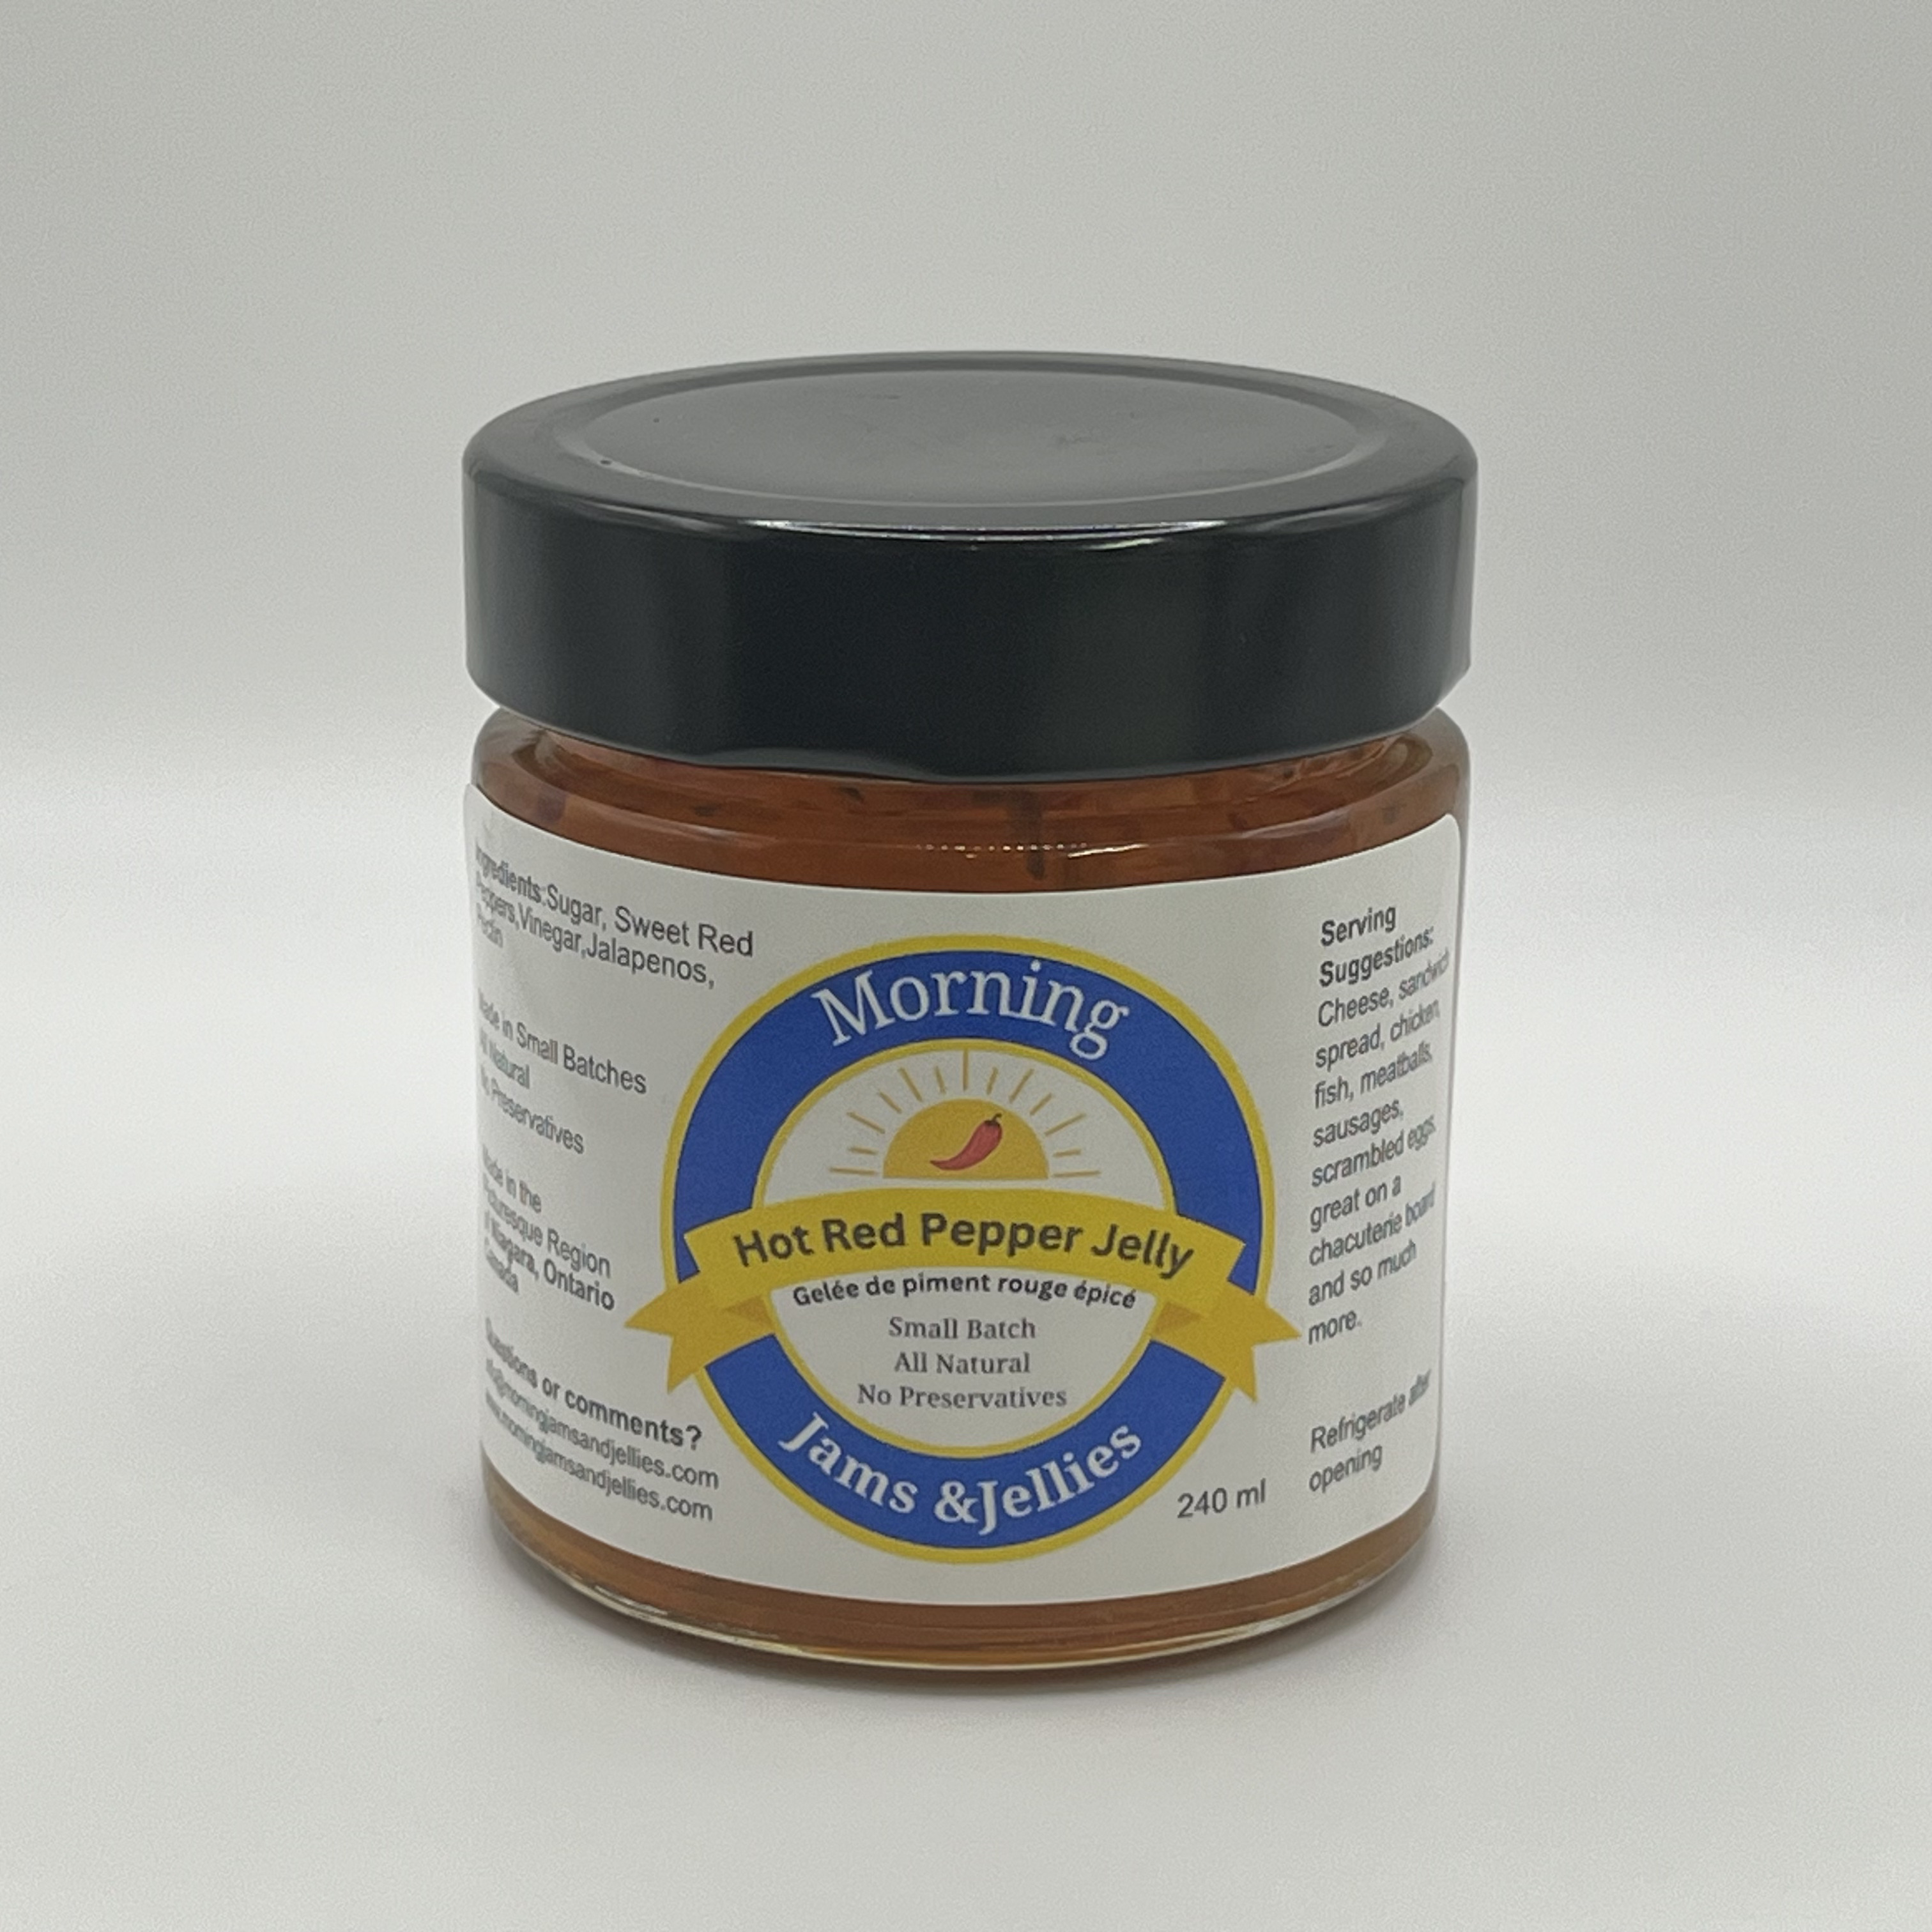 Ingredients:Sugar, Sweet Red
Peppers,Vinegar,Jalapenos,
Pectin
Made in Small Batches
All Natural
No Preservatives
Made in the
Picturesque Region
of Niagara, Ontario
Canada
Questions or comments?
info@morningjamsandjellies.com
www.morningjamsandjellies.com
Morning
Hot Red Pepper Jelly
Gelée de piment rouge épicé
Small Batch
All Natural
No Preservatives
Jams &Jellies
240 ml
Serving
Suggestions:
Cheese, sandwich
spread, chicken,
fish, meatballs,
sausages,
scrambled eggs,
great on a
chacuterie board
and so much
more.
Refrigerate after
opening